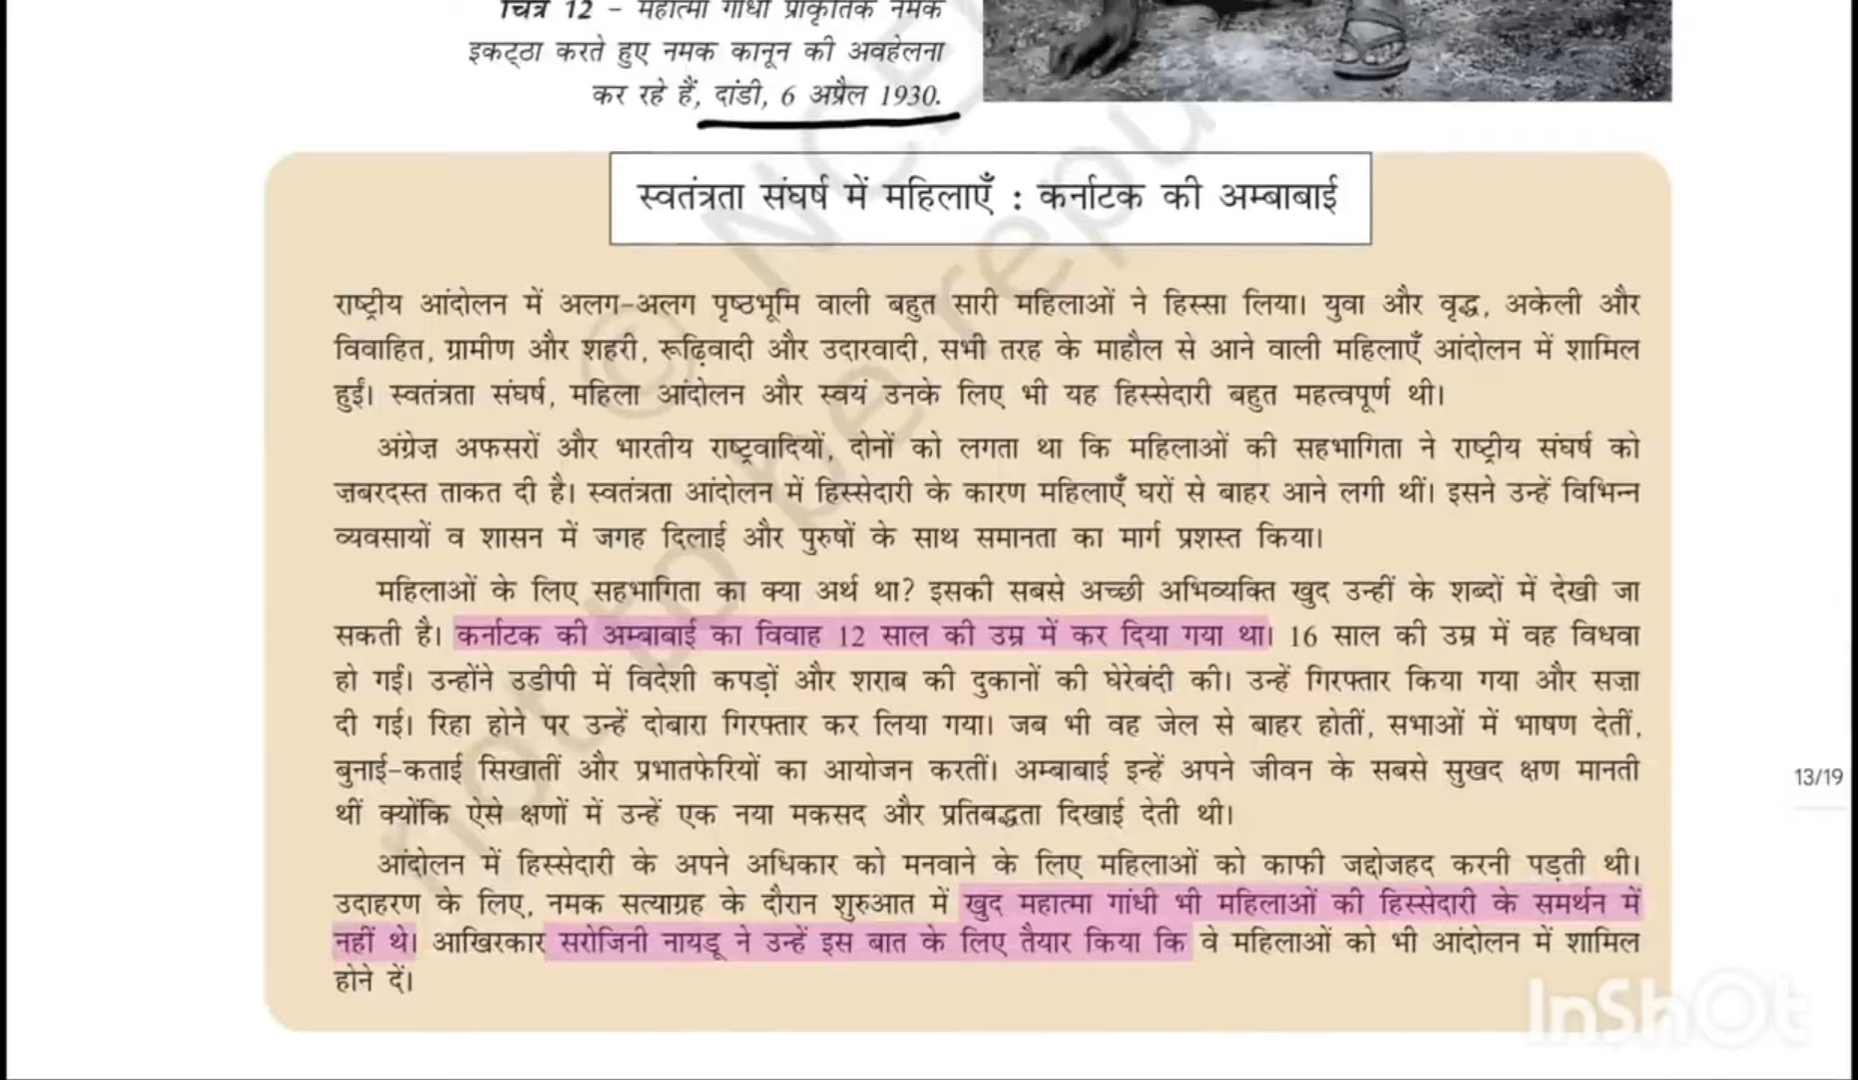 चित्र 12 – महात्मा गांधी प्राकृतिक नमक
इकट्ठा करते हुए नमक कानून की अवहेलना
कर रहे हैं, दांडी, 6 अप्रैल 1930.
स्वतंत्रता संघर्ष में महिलाएँ : कर्नाटक की अम्बाबाई
राष्ट्रीय आंदोलन में अलग-अलग पृष्ठभूमि वाली बहुत सारी महिलाओं ने हिस्सा लिया। युवा और वृद्ध, अकेली और
विवाहित, ग्रामीण और शहरी, रूढ़िवादी और उदारवादी, सभी तरह के माहौल से आने वाली महिलाएँ आंदोलन में शामिल
हुईं। स्वतंत्रता संघर्ष, महिला आंदोलन और स्वयं उनके लिए भी यह हिस्सेदारी बहुत महत्वपूर्ण थी।
अंग्रेज़ अफसरों और भारतीय राष्ट्रवादियों, दोनों को लगता था कि महिलाओं की सहभागिता ने राष्ट्रीय संघर्ष को
ज़बरदस्त ताकत दी है। स्वतंत्रता आंदोलन में हिस्सेदारी के कारण महिलाएँ घरों से बाहर आने लगी थीं। इसने उन्हें विभिन्न
व्यवसायों व शासन में जगह दिलाई और पुरुषों के साथ समानता का मार्ग प्रशस्त किया।
महिलाओं के लिए सहभागिता का क्या अर्थ था? इसकी सबसे अच्छी अभिव्यक्ति खुद उन्हीं के शब्दों में देखी जा
सकती है। कर्नाटक की अम्बाबाई का विवाह 12 साल की उम्र में कर दिया गया था। 16 साल की उम्र में वह विधवा
हो गई। उन्होंने उडीपी में विदेशी कपड़ों और शराब की दुकानों की घेरेबंदी की। उन्हें गिरफ्तार किया गया और सज़ा
दी गई। रिहा होने पर उन्हें दोबारा गिरफ्तार कर लिया गया। जब भी वह जेल से बाहर होतीं, सभाओं में भाषण देतीं,
बुनाई-कताई सिखातीं और प्रभातफेरियों का आयोजन करतीं। अम्बाबाई इन्हें अपने जीवन के सबसे सुखद क्षण मानती
थीं क्योंकि ऐसे क्षणों में उन्हें एक नया मकसद और प्रतिबद्धता दिखाई देती थी।
आंदोलन में हिस्सेदारी के अपने अधिकार को मनवाने के लिए महिलाओं को काफी जद्दोजहद करनी पड़ती थी।
उदाहरण के लिए, नमक सत्याग्रह के दौरान शुरुआत में खुद महात्मा गांधी भी महिलाओं की हिस्सेदारी के समर्थन में
नहीं थे। आखिरकार सरोजिनी नायडू ने उन्हें इस बात के लिए तैयार किया कि वे महिलाओं को भी आंदोलन में शामिल
होने दें।
13/19
© NCE
not to be repu
InShOt